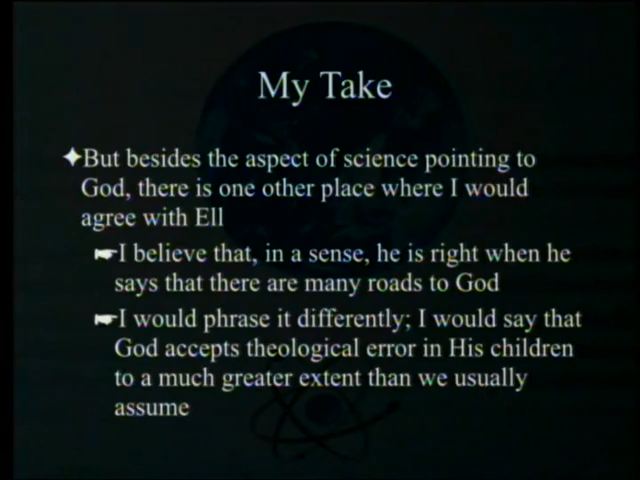 My Take
But besides the aspect of science pointing to
God, there is one other place where I would
agree with Ell
I believe that, in a sense, he is right when he
says that there are many roads to God
I would phrase it differently; I would say that
God accepts theological error in His children
to a much greater extent than we usually
assume